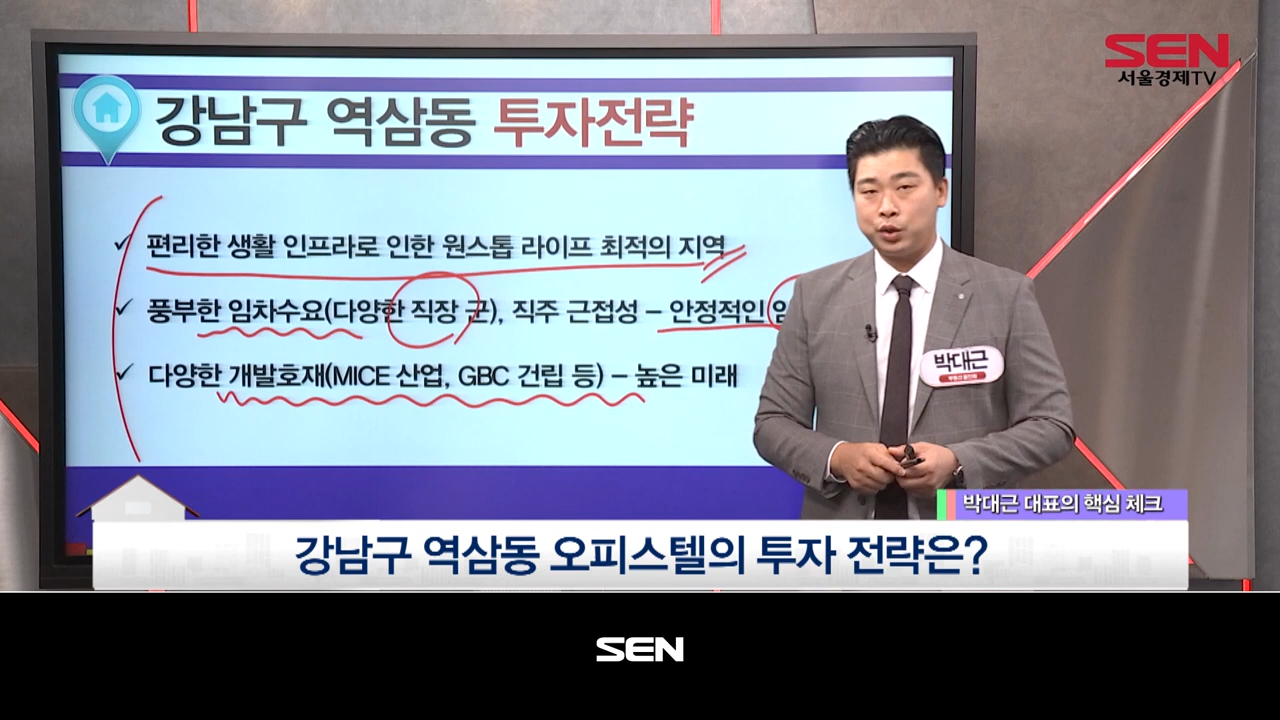 SEN
서울경제TV
강남구 역삼동 투자전략
✓ 편리한 생활 인프라로 인한 원스톱 라이프 최적의 지역
✓ 풍부한 임차수요(다양한 직장 군), 직주 근접성 – 안정적인
✓ 다양한 개발호재(MICE 산업, GBC 건립 등) – 높은 미래
박대근
박대근 대표의 핵심 체크
강남구 역삼동 오피스텔의 투자 전략은?
SEN